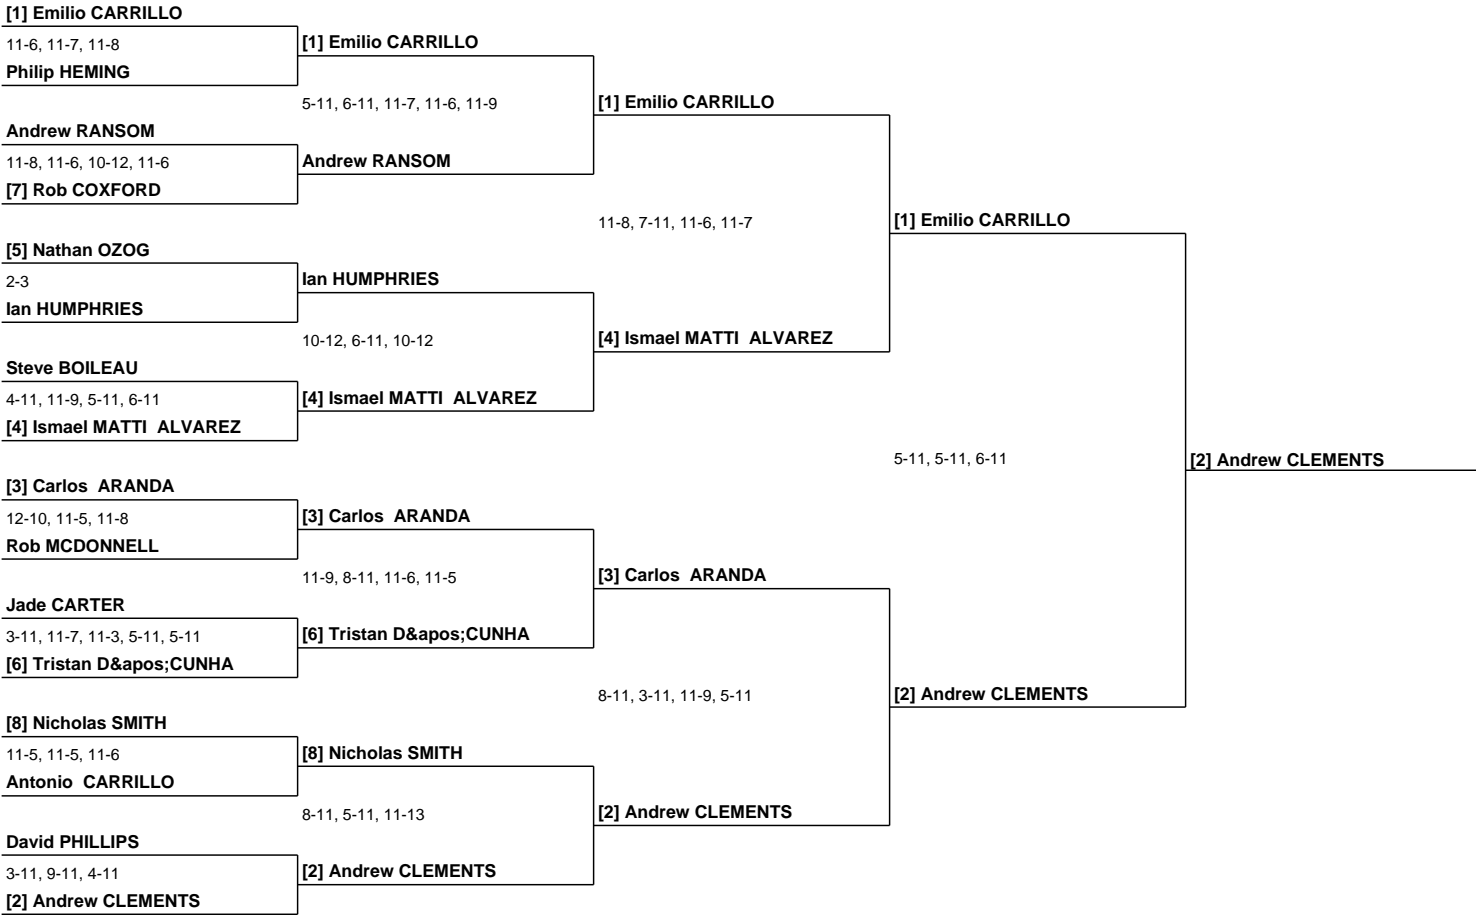 [1] Emilio CARRILLO
11-6, 11-7, 11-8
Philip HEMING
Andrew RANSOM
11-8, 11-6, 10-12, 11-6
[7] Rob COXFORD
[5] Nathan OZOG
2-3
Ian HUMPHRIES
Steve BOILEAU
4-11, 11-9, 5-11, 6-11
[4] Ismael MATTI  ALVAREZ
[3] Carlos  ARANDA
12-10, 11-5, 11-8
Rob MCDONNELL
Jade CARTER
3-11, 11-7, 11-3, 5-11, 5-11
[6] Tristan D&apos;CUNHA
[8] Nicholas SMITH
11-5, 11-5, 11-6
Antonio  CARRILLO
David PHILLIPS
3-11, 9-11, 4-11
[2] Andrew CLEMENTS
[1] Emilio CARRILLO
5-11, 6-11, 11-7, 11-6, 11-9
Andrew RANSOM
Ian HUMPHRIES
10-12, 6-11, 10-12
[4] Ismael MATTI  ALVAREZ
[3] Carlos  ARANDA
11-9, 8-11, 11-6, 11-5
[6] Tristan D&apos;CUNHA
[8] Nicholas SMITH
8-11, 5-11, 11-13
[2] Andrew CLEMENTS
[1] Emilio CARRILLO
11-8, 7-11, 11-6, 11-7
[4] Ismael MATTI  ALVAREZ
[3] Carlos  ARANDA
8-11, 3-11, 11-9, 5-11
[2] Andrew CLEMENTS
[1] Emilio CARRILLO
5-11, 5-11, 6-11
[2] Andrew CLEMENTS
[2] Andrew CLEMENTS